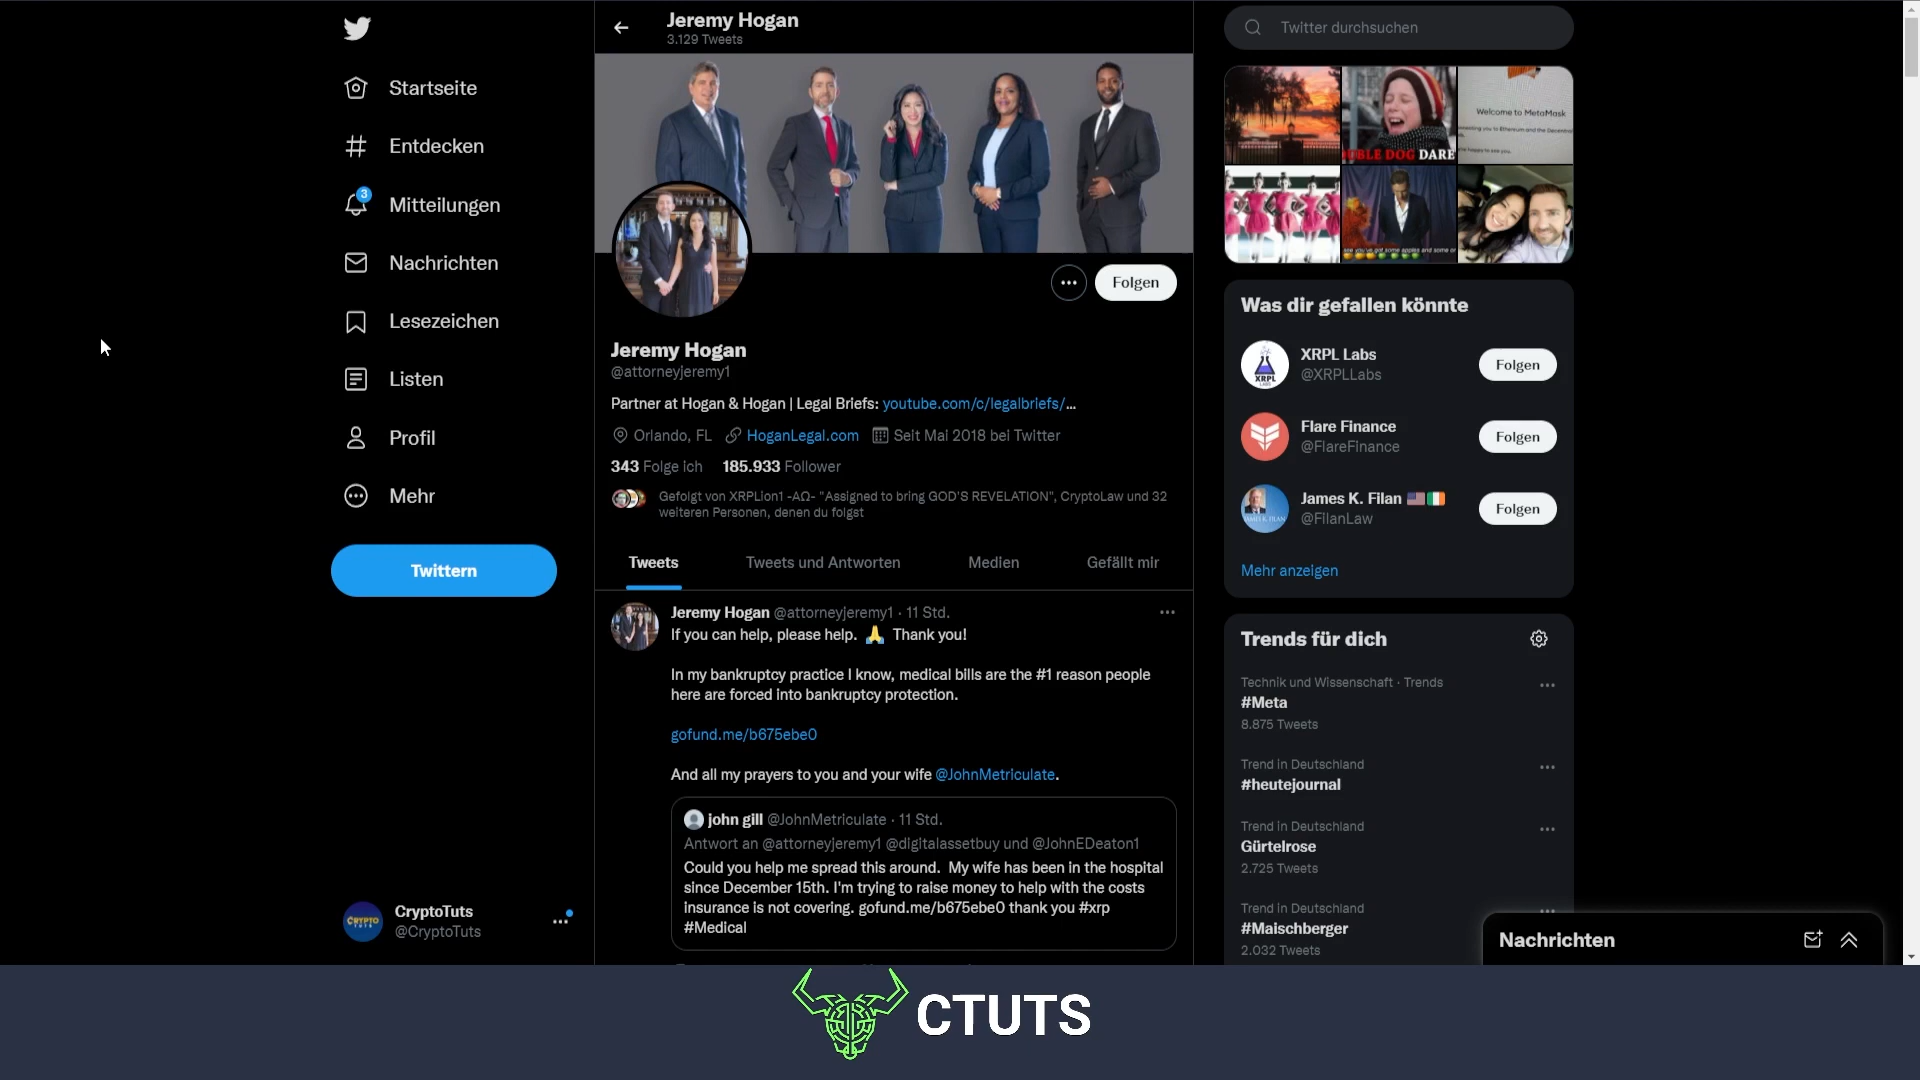 Jeremy Hogan
3.129 Tweets
Twitter durchsuchen
Startseite
Entdecken
3
Mitteilungen
Nachrichten
Lesezeichen
Listen
Profil
Mehr
Twittern
CryptoTuts
@CryptoTuts
CRYPTO
Folgen
Jeremy Hogan
@attorneyjeremy1
Partner at Hogan & Hogan | Legal Briefs: youtube.com/c/legalbriefs/…
Orlando, FL HoganLegal.com Seit Mai 2018 bei Twitter
343 Folge ich 185.933 Follower
Gefolgt von XRPLion1 -AΩ- "Assigned to bring GOD'S REVELATION", CryptoLaw und 32
weiteren Personen, denen du folgst
Tweets Tweets und Antworten Medien Gefällt mir
Jeremy Hogan @attorneyjeremy1 · 11 Std.
If you can help, please help. 🙏 Thank you!
In my bankruptcy practice I know, medical bills are the #1 reason people
here are forced into bankruptcy protection.
gofund.me/b675ebe0
And all my prayers to you and your wife @JohnMetriculate.
john gill @JohnMetriculate · 11 Std.
Antwort an @attorneyjeremy1 @digitalassetbuy und @JohnEDeaton1
Could you help me spread this around. My wife has been in the hospital
since December 15th. I'm trying to raise money to help with the costs
insurance is not covering. gofund.me/b675ebe0 thank you #xrp
#Medical
DOG DARE
Welcome to MetaMask
Was dir gefallen könnte
XRPL
LABS
XRPL Labs
@XRPLLabs
Folgen
Flare Finance
@FlareFinance
Folgen
James K. Filan 🇺🇸🇮🇪
@FilanLaw
Folgen
Mehr anzeigen
Trends für dich
Technik und Wissenschaft · Trends
#Meta
8.875 Tweets
Trend in Deutschland
#heutejournal
Trend in Deutschland
Gürtelrose
2.725 Tweets
Trend in Deutschland
#Maischberger
2.032 Tweets
Nachrichten
CTUTS